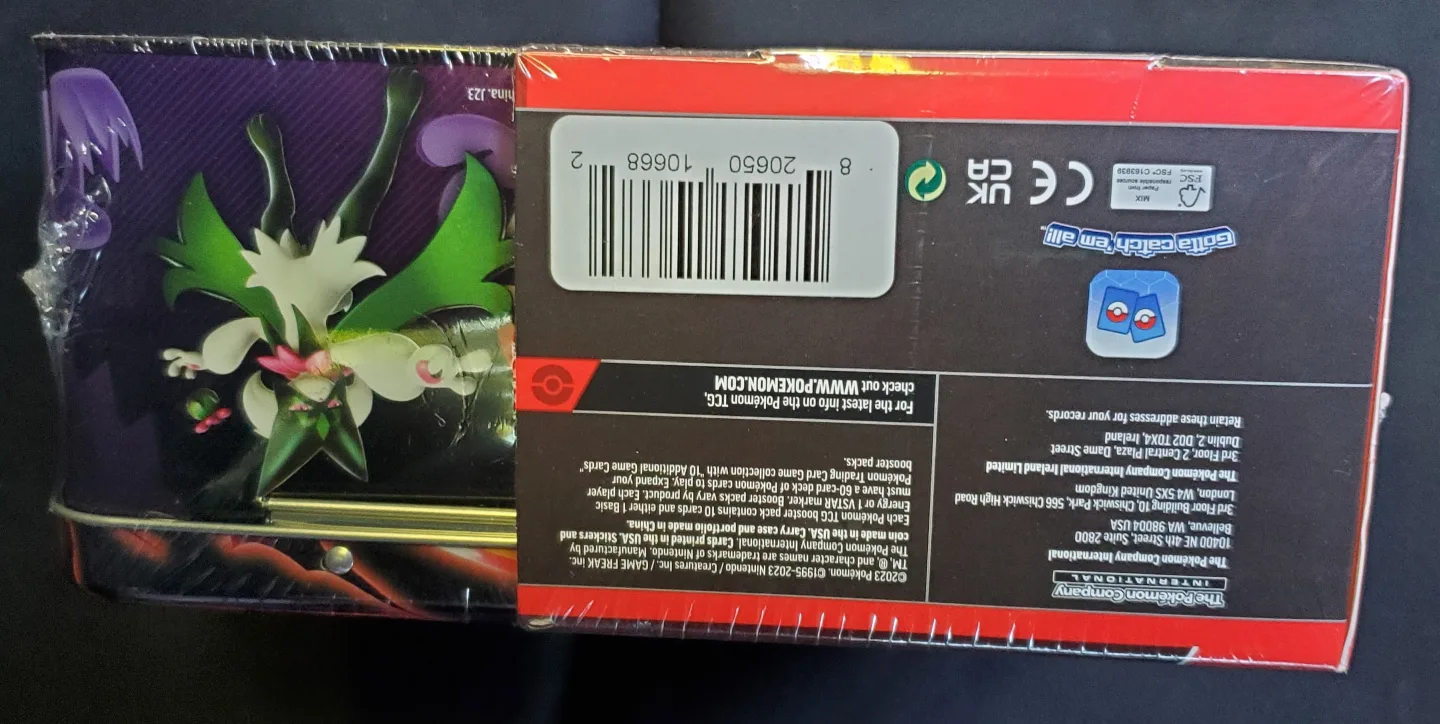 The Pokémon Company
INTERNATIONAL
The Pokémon Company International
10400 NE 4th Street, Suite 2800
Bellevue, WA 98004 USA
3rd Floor Building 10, Chiswick Park, 566 Chiswick High Road
London, W4 5XS United Kingdom
The Pokémon Company International Ireland Limited
3rd Floor, 2 Central Plaza, Dame Street
Dublin 2, D02 T0X4, Ireland
Retain these addresses for your records.
©2023 Pokémon. ©1995-2023 Nintendo / Creatures Inc. / GAME FREAK inc.
TM, ®, and character names are trademarks of Nintendo. Manufactured by
The Pokémon Company International. Cards printed in the USA. Stickers and
coin made in the USA. Carry case and portfolio made in China.
Each Pokémon TCG booster pack contains 10 cards and either 1 Basic
Energy or 1 VSTAR marker. Booster packs vary by product. Each player
must have a 60-card deck of Pokémon cards to play. Expand your
Pokémon Trading Card Game collection with "10 Additional Game Cards"
booster packs.
For the latest info on the Pokémon TCG,
check out WWW.POKEMON.COM
Gotta catch 'em all!™
MIX
Paper from
responsible sources
FSC® C163939
FSC
CE
UK
CA
8 20650 10668 2
hina. J23